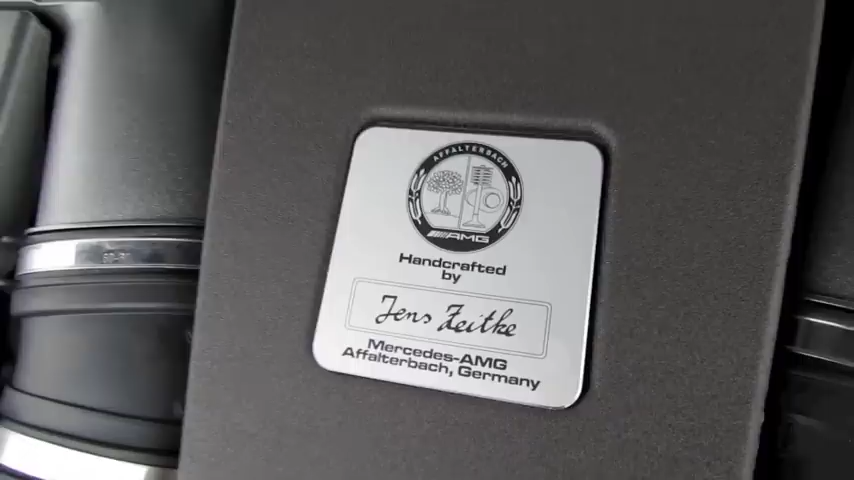 AFFALTERBACH
AMG
Handcrafted
by
Jens Zeitke
Mercedes-AMG
Affalterbach, Germany